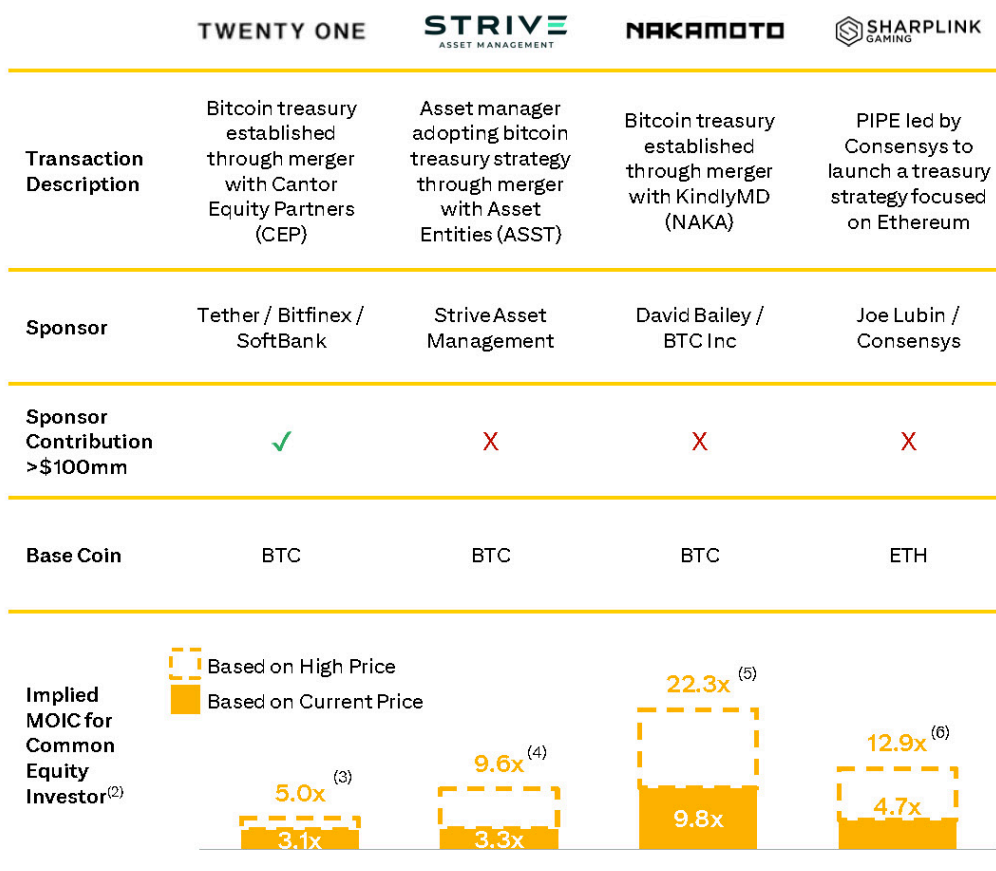 TWENTY ONE
STRIVE
ASSET MANAGEMENT
NAKAMOTO
SHARPLINK
GAMING
Transaction
Description
Bitcoin treasury
established
through merger
with Cantor
Equity Partners
(CEP)
Asset manager
adopting bitcoin
treasury strategy
through merger
with Asset
Entities (ASST)
Bitcoin treasury
established
through merger
with KindlyMD
(NAKA)
PIPE led by
Consensys to
launch a treasury
strategy focused
on Ethereum
Sponsor
Tether / Bitfinex /
SoftBank
Strive Asset
Management
David Bailey /
BTC Inc
Joe Lubin /
Consensys
Sponsor
Contribution
>$100mm
✓
X
X
X
Base Coin
BTC
BTC
BTC
ETH
Implied
MOIC for
Common
Equity
Investor(2)
Based on High Price
Based on Current Price
5.0x (3)
3.1x
9.6x (4)
3.3x
22.3x (5)
9.8x
12.9x (6)
4.7x